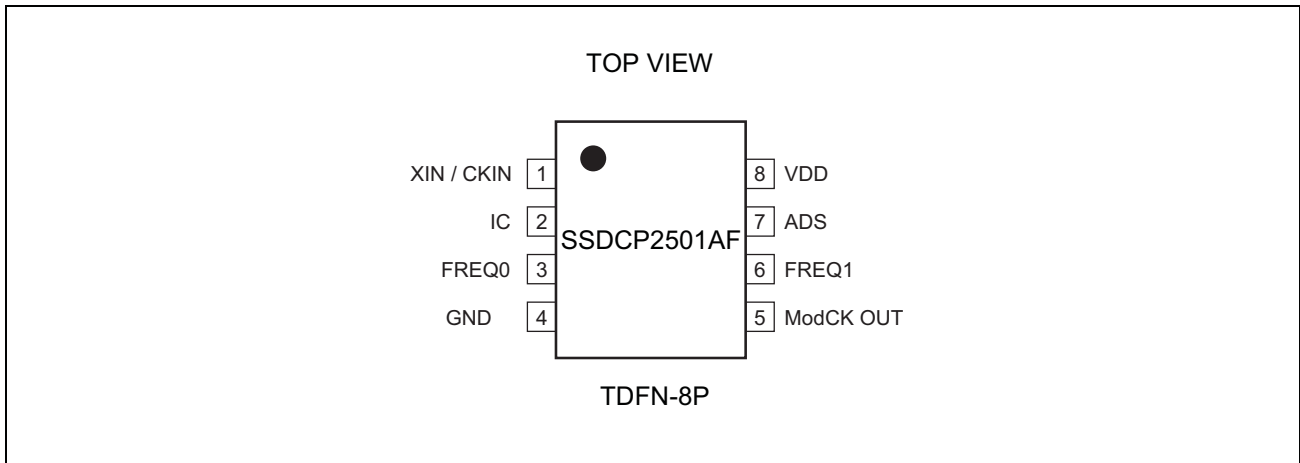 TOP VIEW
XIN / CKIN 1
IC 2
FREQ0 3
GND 4
SSDCP2501AF
8 VDD
7 ADS
6 FREQ1
5 ModCK OUT
TDFN-8P